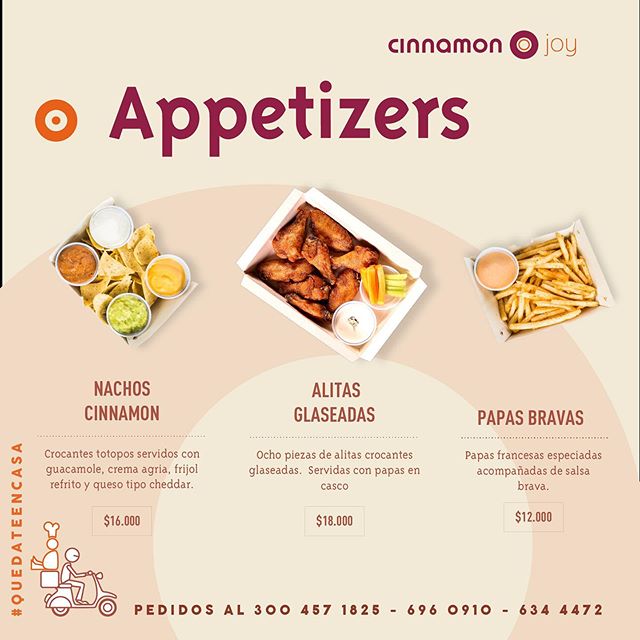 cinnamon joy
Appetizers
NACHOS
CINNAMON
Crocantes totopos servidos con
guacamole, crema agria, frijol
refrito y queso tipo cheddar.
$16.000
ALITAS
GLASEADAS
Ocho piezas de alitas crocantes
glaseadas. Servidas con papas en
casco
$18.000
PAPAS BRAVAS
Papas francesas especiadas
acompañadas de salsa
brava.
$12.000
#QUEDATEENCASA
PEDIDOS AL 300 457 1825 - 696 0910 - 634 4472